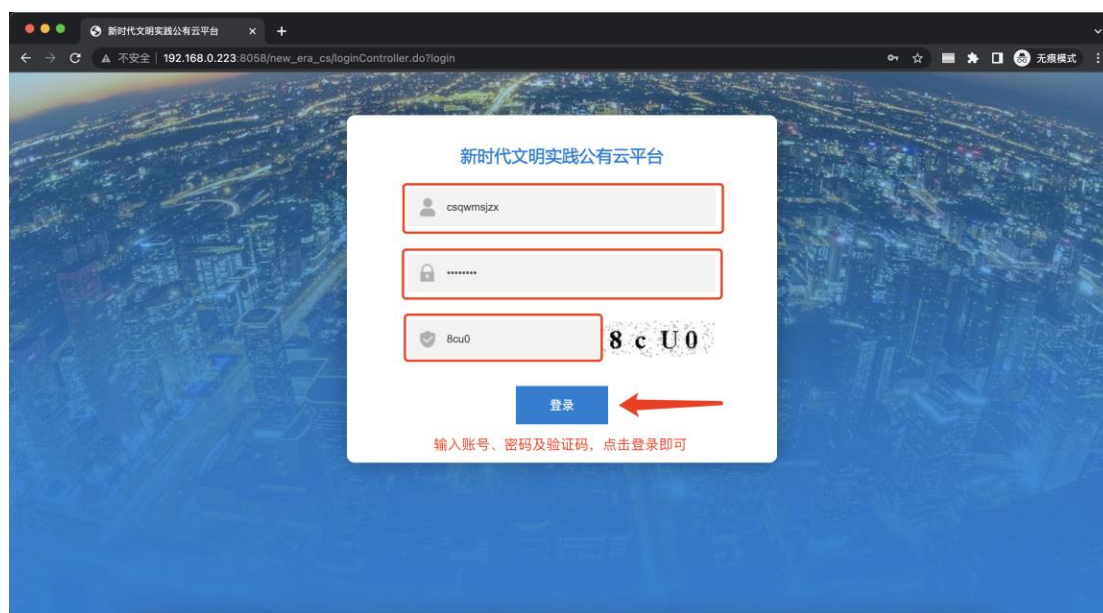 新时代文明实践公有云平台
不安全 | 192.168.0.223:8058/new_era_cs/loginController.do?login
无痕模式
新时代文明实践公有云平台
csqwmsjzx
••••••••
8cu0
8 c U 0
登录
输入账号、密码及验证码，点击登录即可